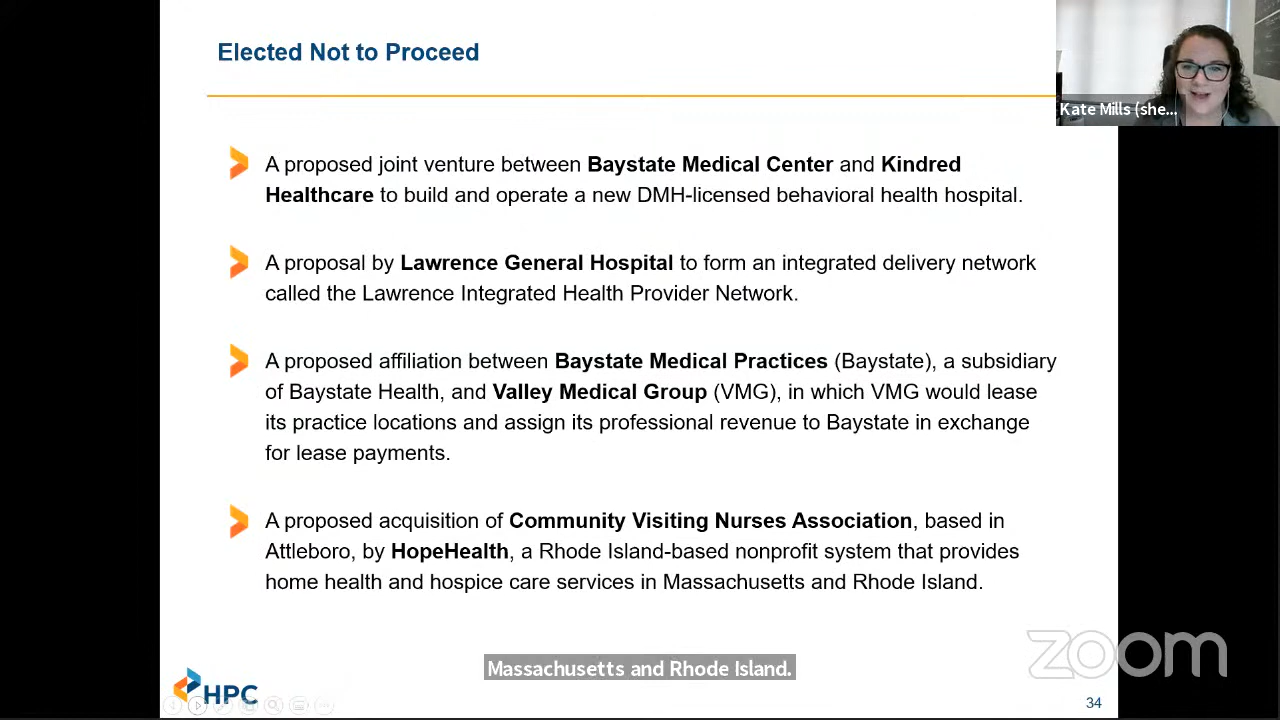 Elected Not to Proceed
Kate Mills (she...
A proposed joint venture between Baystate Medical Center and Kindred
Healthcare to build and operate a new DMH-licensed behavioral health hospital.
A proposal by Lawrence General Hospital to form an integrated delivery network
called the Lawrence Integrated Health Provider Network.
A proposed affiliation between Baystate Medical Practices (Baystate), a subsidiary
of Baystate Health, and Valley Medical Group (VMG), in which VMG would lease
its practice locations and assign its professional revenue to Baystate in exchange
for lease payments.
A proposed acquisition of Community Visiting Nurses Association, based in
Attleboro, by HopeHealth, a Rhode Island-based nonprofit system that provides
home health and hospice care services in Massachusetts and Rhode Island.
Massachusetts and Rhode Island.
zoom
HPC
34